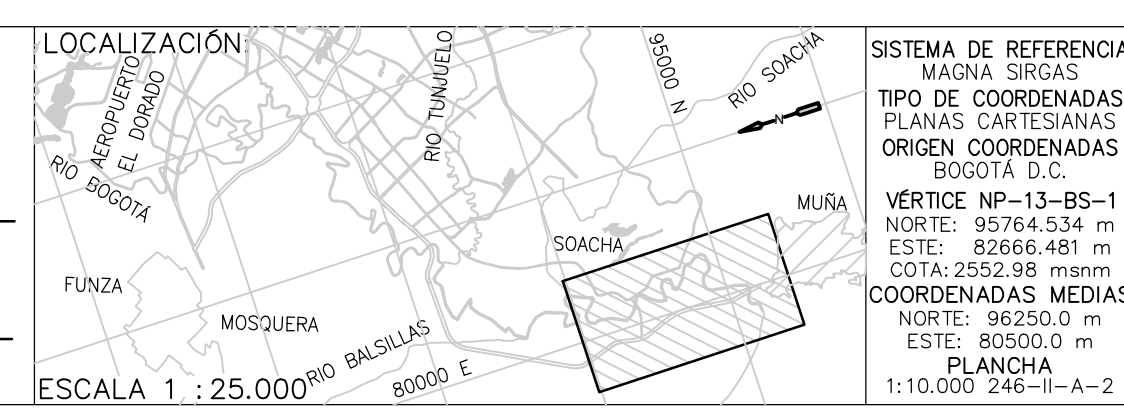 LOCALIZACIÓN:
AEROPUERTO
EL DORADO
RIO TUNJUELO
95000 N
RIO SOACHA
N
RIO BOGOTÁ
MUÑA
SOACHA
FUNZA
MOSQUERA
RIO BALSILLAS
80000 E
ESCALA 1 : 25.000
SISTEMA DE REFERENCIA
MAGNA SIRGAS
TIPO DE COORDENADAS
PLANAS CARTESIANAS
ORIGEN COORDENADAS
BOGOTÁ D.C.
VÉRTICE NP-13-BS-1
NORTE: 95764.534 m
ESTE: 82666.481 m
COTA: 2552.98 msnm
COORDENADAS MEDIAS
NORTE: 96250.0 m
ESTE: 80500.0 m
PLANCHA
1:10.000 246-II-A-2